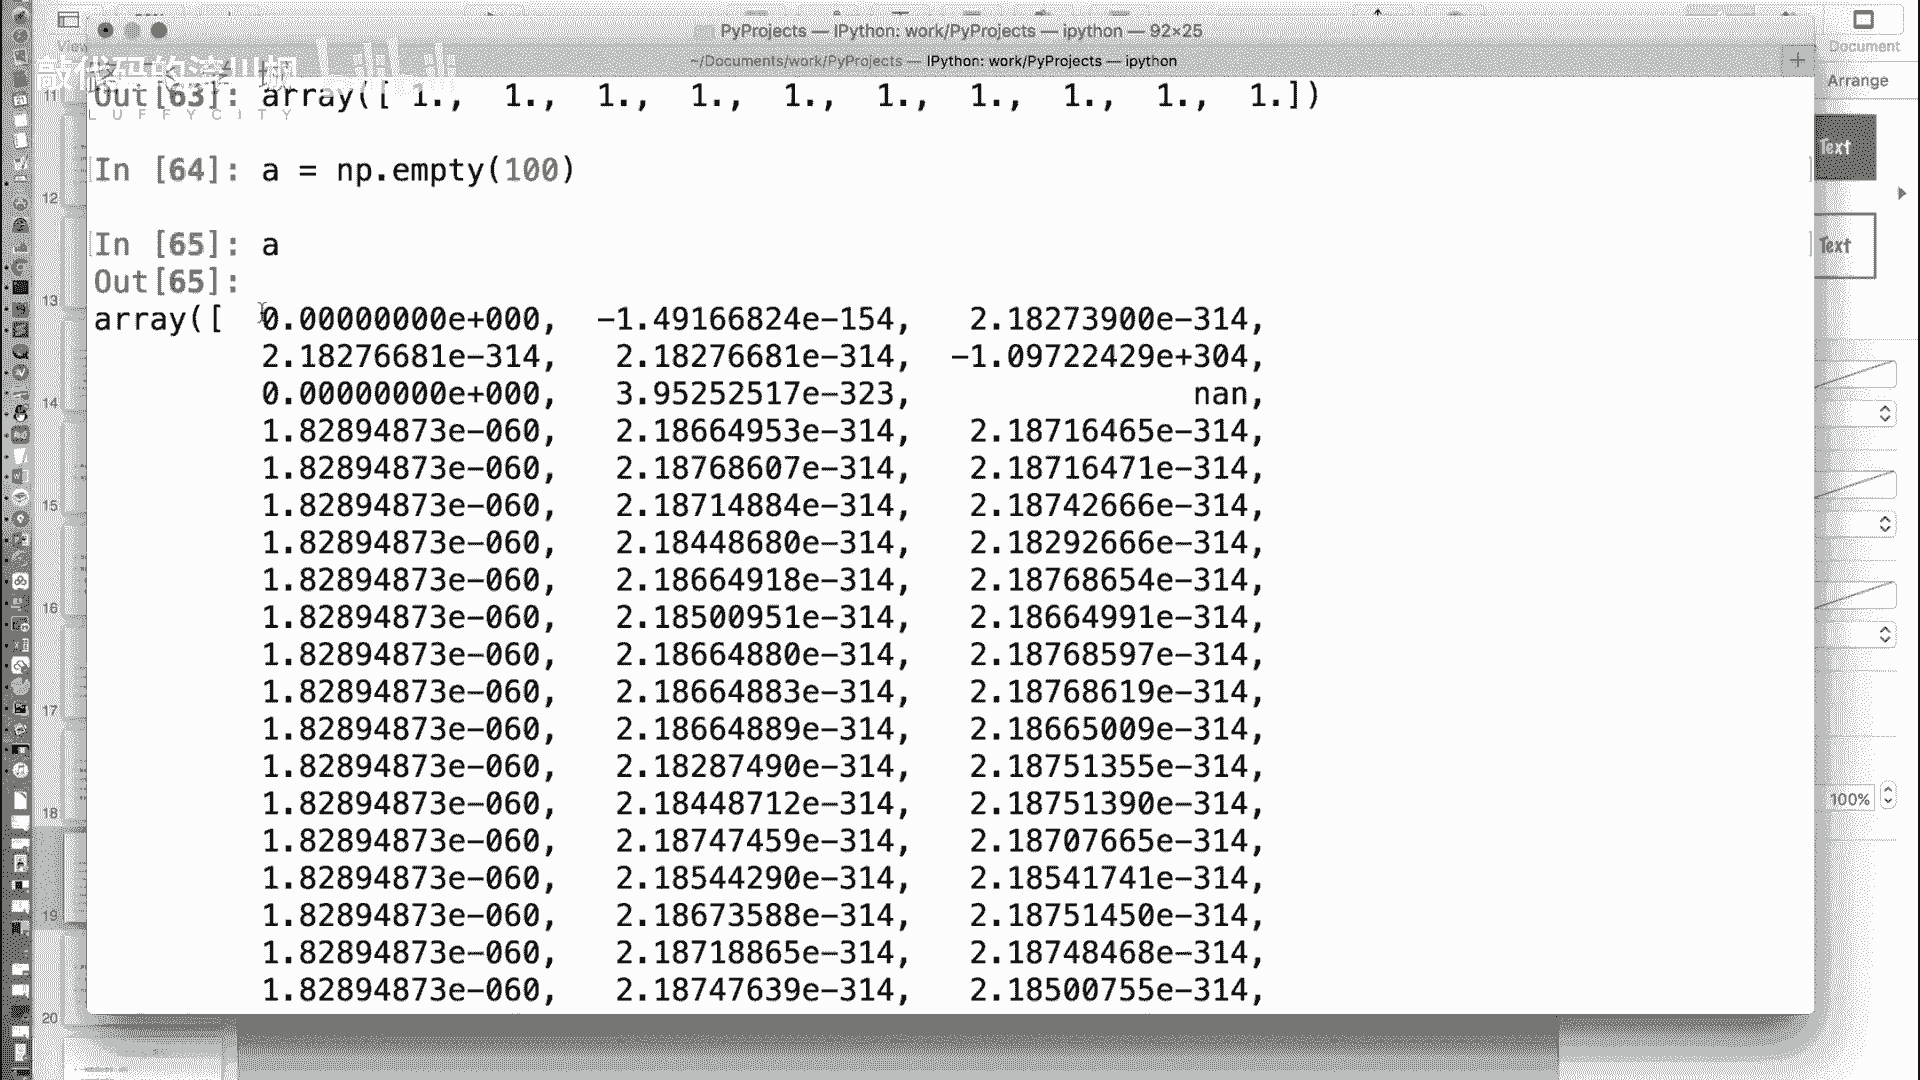 PyProjects — IPython: work/PyProjects — ipython — 92×25
~/Documents/work/PyProjects — IPython: work/PyProjects — ipython
Document
View
Arrange
LUFFYCITY
Out[63]: array([ 1.,  1.,  1.,  1.,  1.,  1.,  1.,  1.,  1.,  1.])
In [64]: a = np.empty(100)
In [65]: a
Out[65]:
array([  0.00000000e+000,  -1.49166824e-154,   2.18273900e-314,
2.18276681e-314,   2.18276681e-314,  -1.09722429e+304,
0.00000000e+000,   3.95252517e-323,               nan,
1.82894873e-060,   2.18664953e-314,   2.18716465e-314,
1.82894873e-060,   2.18768607e-314,   2.18716471e-314,
1.82894873e-060,   2.18714884e-314,   2.18742666e-314,
1.82894873e-060,   2.18448680e-314,   2.18292666e-314,
1.82894873e-060,   2.18664918e-314,   2.18768654e-314,
1.82894873e-060,   2.18500951e-314,   2.18664991e-314,
1.82894873e-060,   2.18664880e-314,   2.18768597e-314,
1.82894873e-060,   2.18664883e-314,   2.18768619e-314,
1.82894873e-060,   2.18664889e-314,   2.18665009e-314,
1.82894873e-060,   2.18287490e-314,   2.18751355e-314,
1.82894873e-060,   2.18448712e-314,   2.18751390e-314,
1.82894873e-060,   2.18747459e-314,   2.18707665e-314,
1.82894873e-060,   2.18544290e-314,   2.18541741e-314,
1.82894873e-060,   2.18673588e-314,   2.18751450e-314,
1.82894873e-060,   2.18718865e-314,   2.18748468e-314,
1.82894873e-060,   2.18747639e-314,   2.18500755e-314,
Text
Text
100%
11
12
13
14
15
16
17
18
19
20